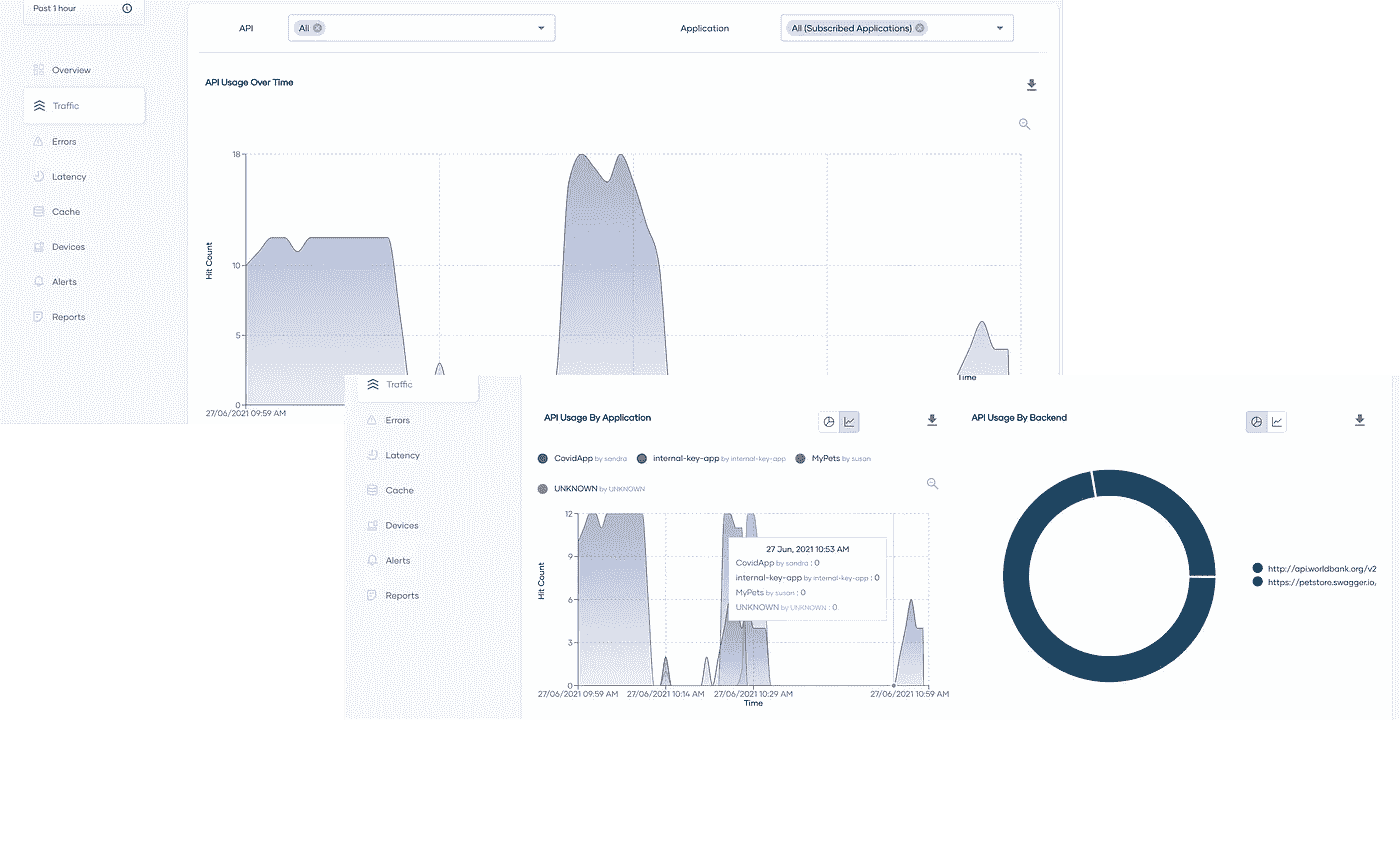 Past 1 hour
API
All
Application
All (Subscribed Applications)
Overview
Traffic
Errors
Latency
Cache
Devices
Alerts
Reports
API Usage Over Time
18
10
5
0
Hit Count
27/06/2021 09:59 AM
Time
Traffic
Errors
Latency
Cache
Devices
Alerts
Reports
API Usage By Application
CovidApp by sandra
internal-key-app by internal-key-app
MyPets by susan
UNKNOWN by UNKNOWN
12
9
6
3
0
Hit Count
27 Jun, 2021 10:53 AM
CovidApp by sandra : 0
internal-key-app by internal-key-app : 0
MyPets by susan : 0
UNKNOWN by UNKNOWN : 0
27/06/2021 09:59 AM
27/06/2021 10:14 AM
27/06/2021 10:29 AM
27/06/2021 10:59 AM
Time
API Usage By Backend
http://api.worldbank.org/v2
https://petstore.swagger.io,